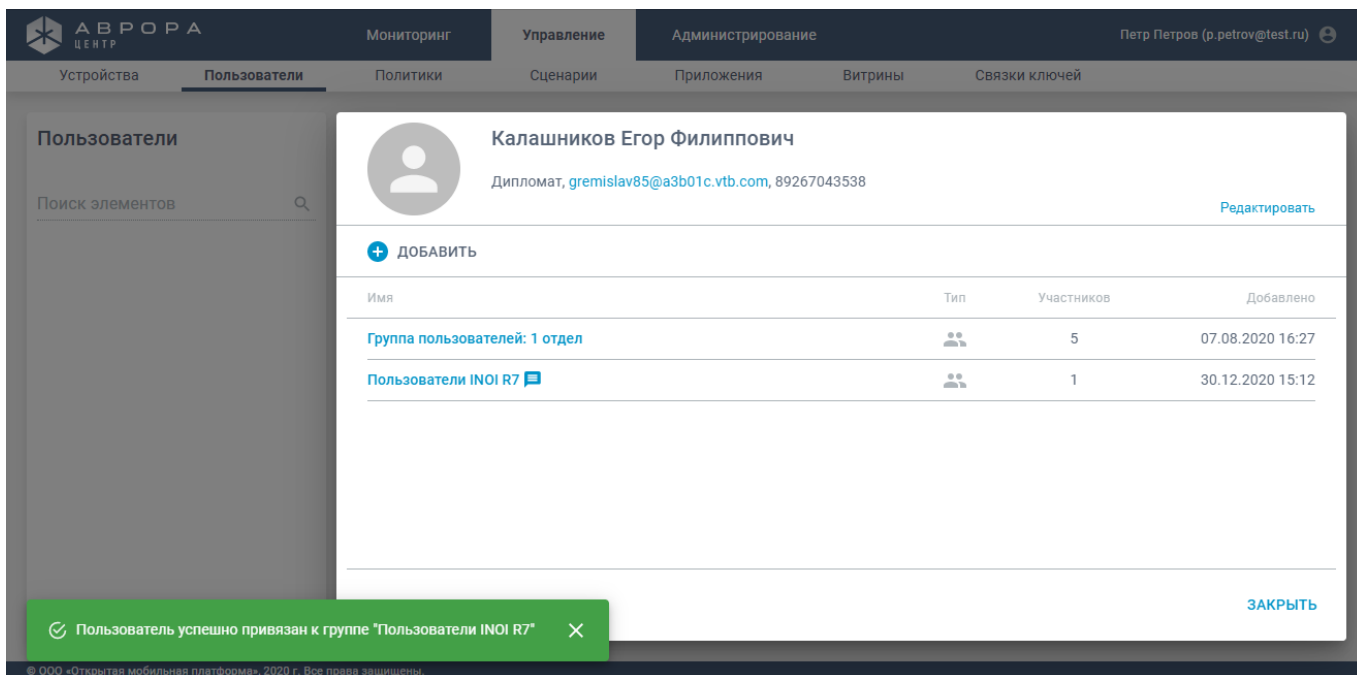 АВРОРА
ЦЕНТР
Мониторинг Управление Администрирование Петр Петров (p.petrov@test.ru)
Устройства Пользователи Политики Сценарии Приложения Витрины Связки ключей
Пользователи
Поиск элементов
Калашников Егор Филиппович
Дипломат, gremislav85@a3b01c.vtb.com, 89267043538
Редактировать
ДОБАВИТЬ
Имя Тип Участников Добавлено
Группа пользователей: 1 отдел 5 07.08.2020 16:27
Пользователи INOI R7 1 30.12.2020 15:12
ЗАКРЫТЬ
Пользователь успешно привязан к группе "Пользователи INOI R7"
© ООО «Открытая мобильная платформа», 2020 г. Все права защищены.